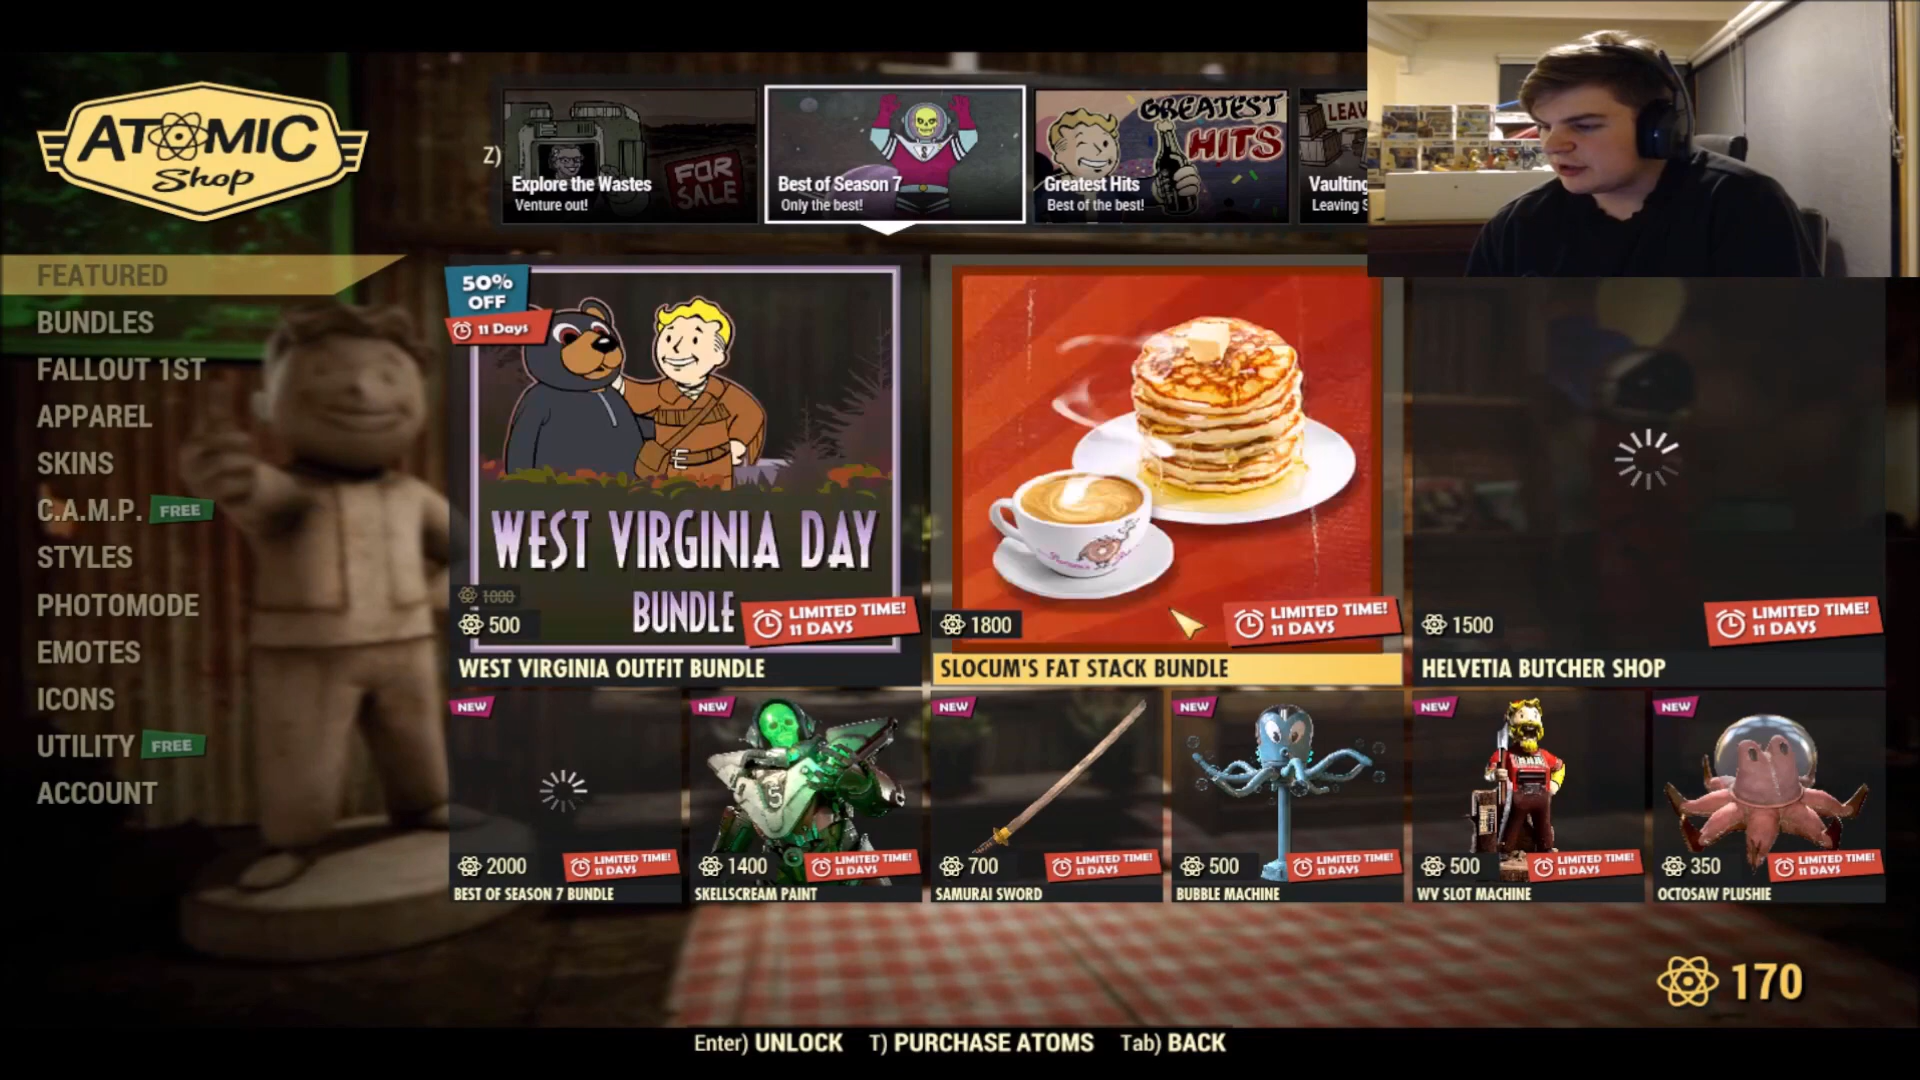 ATOMIC
Shop
Z)
Explore the Wastes
Venture out!
FOR
SALE
Best of Season 7
Only the best!
GREATEST
HITS
Greatest Hits
Best of the best!
LEAV
Vaulting
Leaving S
FEATURED
BUNDLES
FALLOUT 1ST
APPAREL
SKINS
C.A.M.P. FREE
STYLES
PHOTOMODE
EMOTES
ICONS
UTILITY FREE
ACCOUNT
50%
OFF
11 Days
WEST VIRGINIA DAY
BUNDLE
1000
500
LIMITED TIME!
11 DAYS
WEST VIRGINIA OUTFIT BUNDLE
1800
LIMITED TIME!
11 DAYS
SLOCUM'S FAT STACK BUNDLE
1500
LIMITED TIME!
11 DAYS
HELVETIA BUTCHER SHOP
NEW
2000
LIMITED TIME!
11 DAYS
BEST OF SEASON 7 BUNDLE
NEW
1400
LIMITED TIME!
11 DAYS
SKELLSCREAM PAINT
NEW
700
LIMITED TIME!
11 DAYS
SAMURAI SWORD
NEW
500
LIMITED TIME!
11 DAYS
BUBBLE MACHINE
NEW
500
LIMITED TIME!
11 DAYS
WV SLOT MACHINE
NEW
350
LIMITED TIME!
11 DAYS
OCTOSAW PLUSHIE
170
Enter) UNLOCK T) PURCHASE ATOMS Tab) BACK